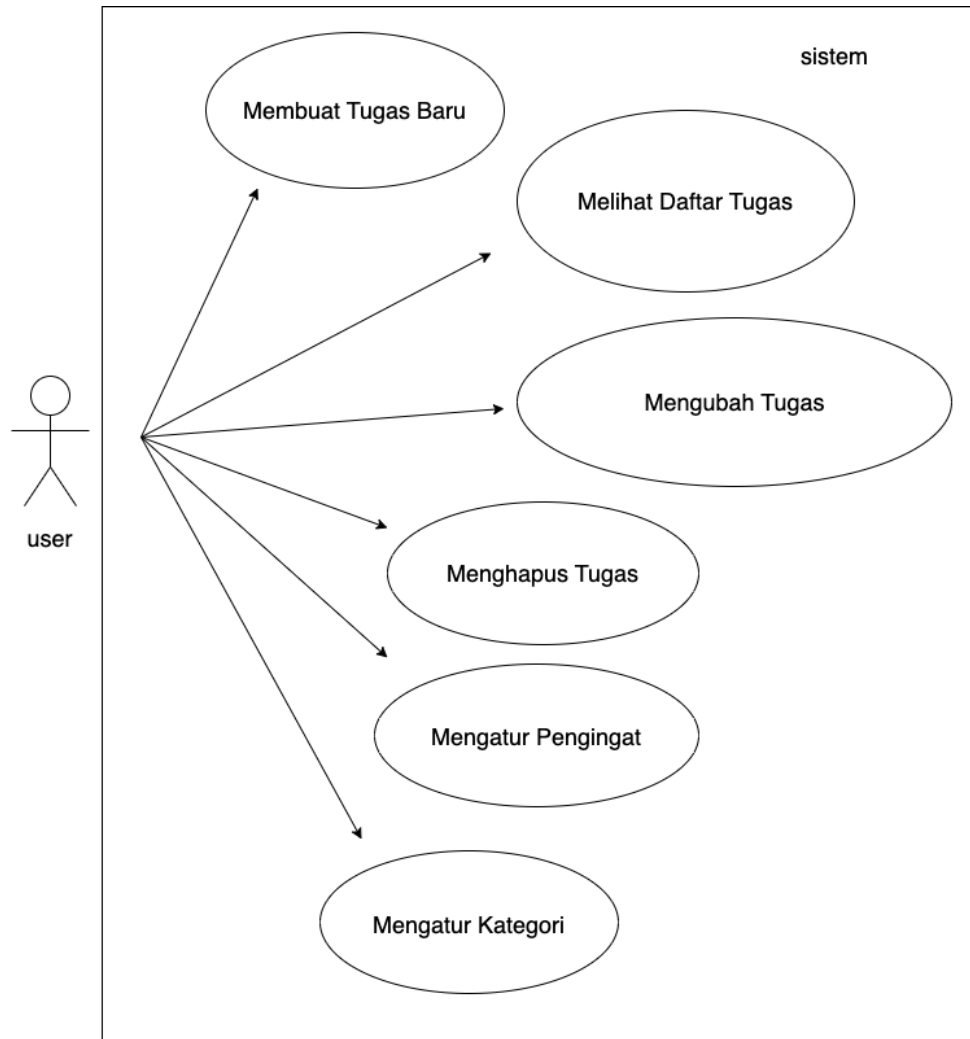 sistem
Membuat Tugas Baru
Melihat Daftar Tugas
Mengubah Tugas
user
Menghapus Tugas
Mengatur Pengingat
Mengatur Kategori